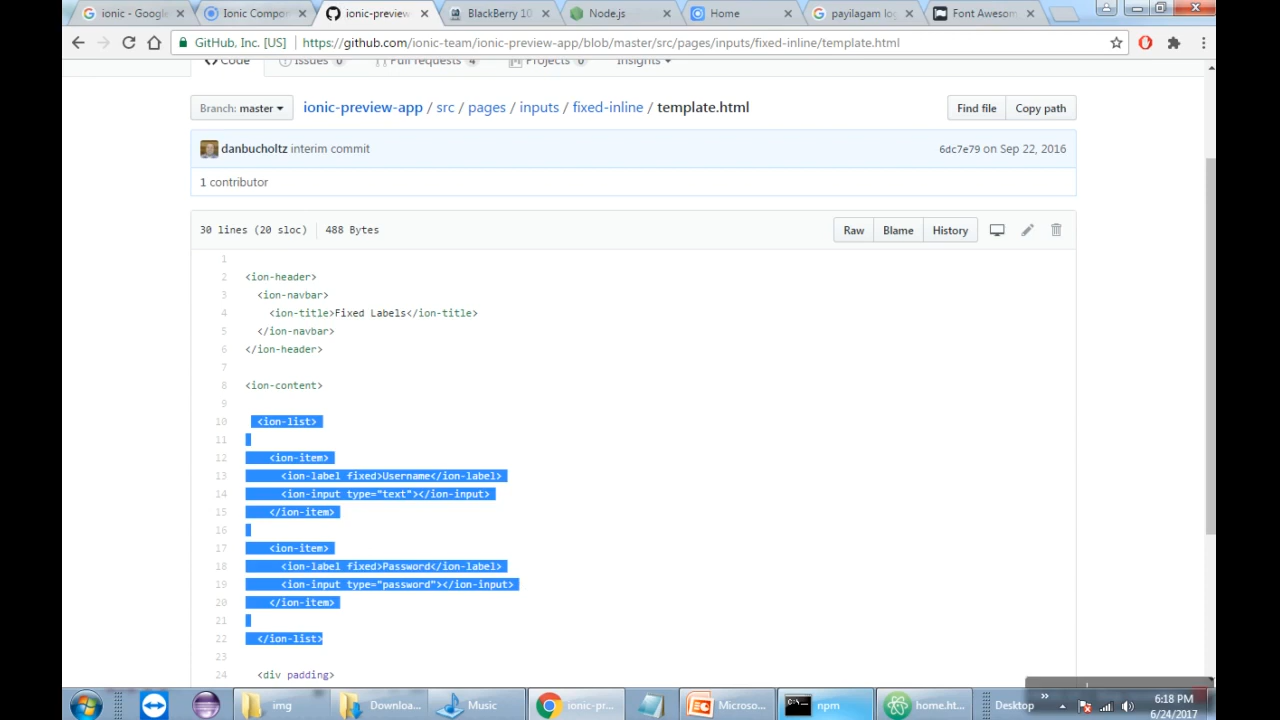 ionic - Google
Ionic Compon
ionic-preview
BlackBerry 10
Node.js
Home
payilagam log
Font Awesom
GitHub, Inc. [US]
https://github.com/ionic-team/ionic-preview-app/blob/master/src/pages/inputs/fixed-inline/template.html
Code
Issues 0
Pull requests 4
Projects 0
Insights
Branch: master
ionic-preview-app / src / pages / inputs / fixed-inline / template.html
Find file
Copy path
danbucholtz interim commit
6dc7e79 on Sep 22, 2016
1 contributor
30 lines (20 sloc)
488 Bytes
Raw
Blame
History
1
2 <ion-header>
3 <ion-navbar>
4 <ion-title>Fixed Labels</ion-title>
5 </ion-navbar>
6 </ion-header>
7
8 <ion-content>
9
10 <ion-list>
11
12 <ion-item>
13 <ion-label fixed>Username</ion-label>
14 <ion-input type="text"></ion-input>
15 </ion-item>
16
17 <ion-item>
18 <ion-label fixed>Password</ion-label>
19 <ion-input type="password"></ion-input>
20 </ion-item>
21
22 </ion-list>
23
24 <div padding>
img
Downloa...
Music
ionic-pr...
Microso...
npm
home.ht...
Desktop
6:18 PM
6/24/2017